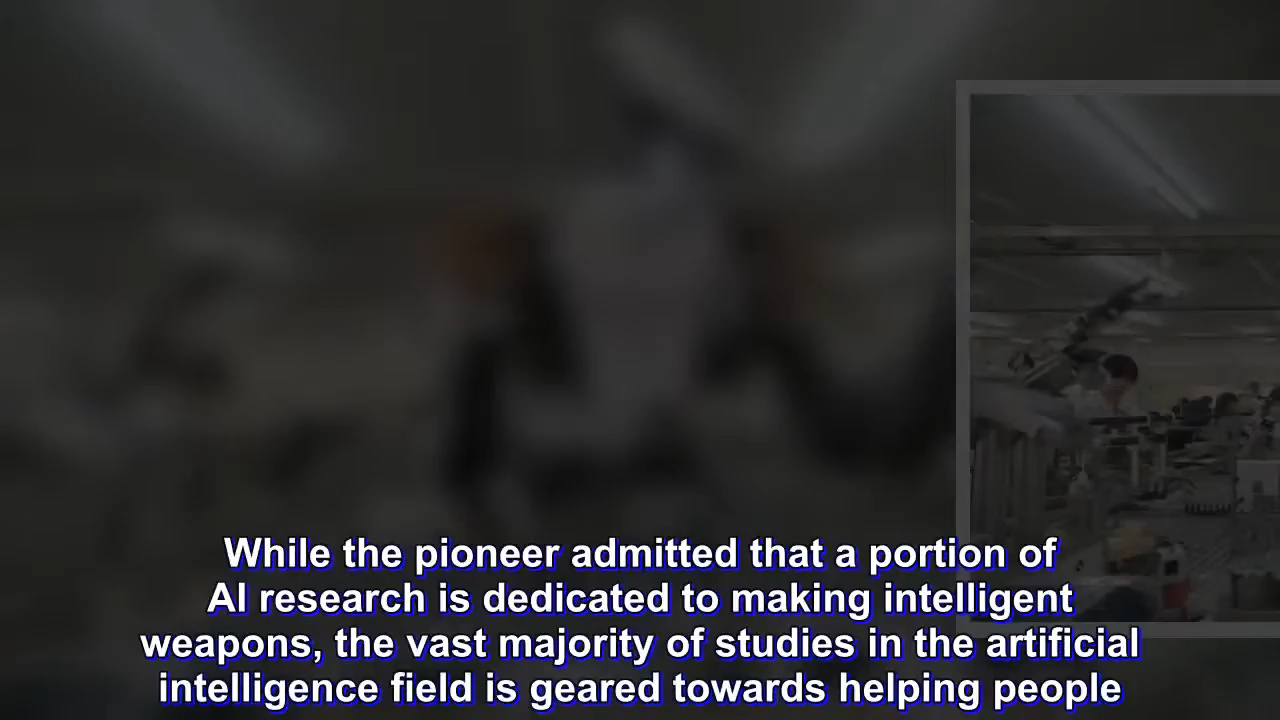 While the pioneer admitted that a portion of
AI research is dedicated to making intelligent
weapons, the vast majority of studies in the artificial
intelligence field is geared towards helping people